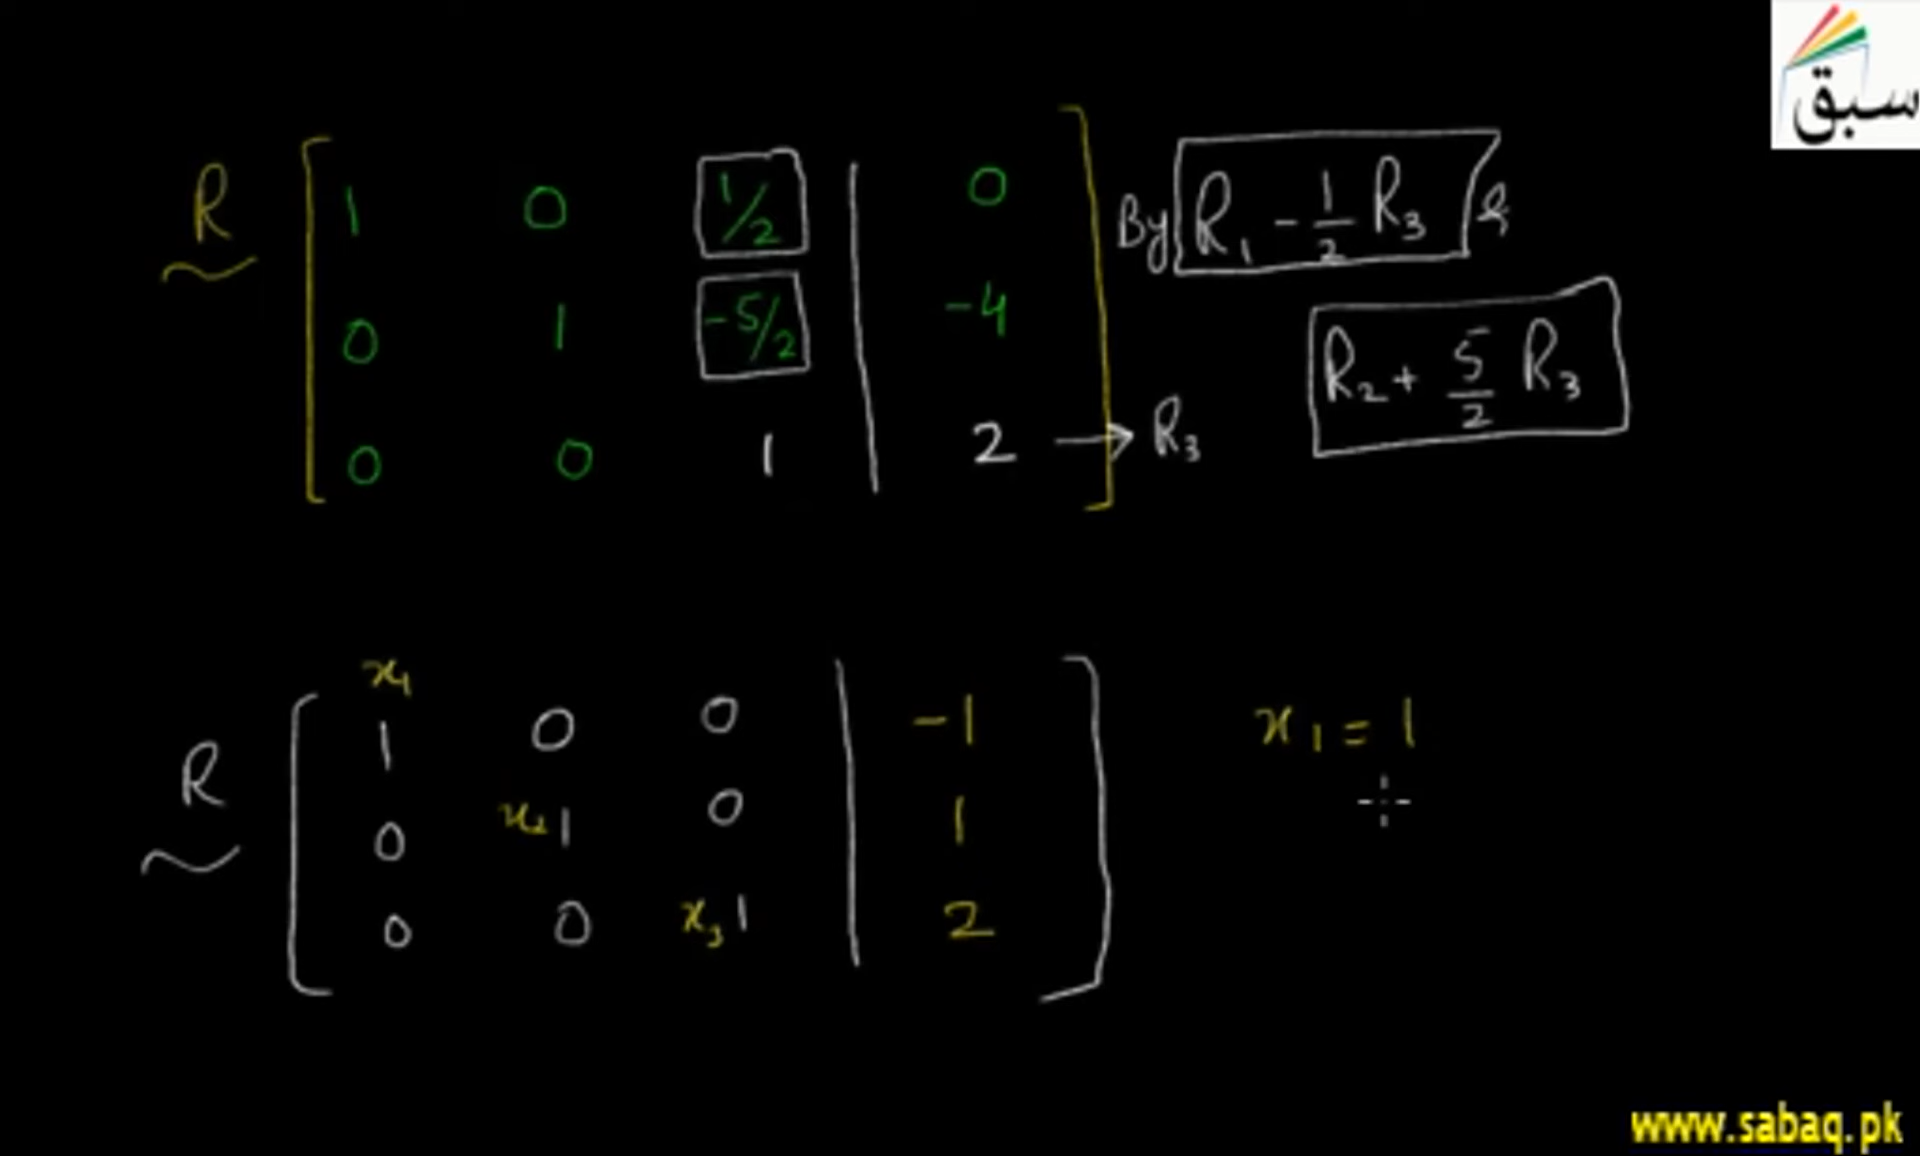 سبق
R 1 0 1/2 | 0 By R₁ - 1/2 R₃ &
~ 0 1 -5/2 | -4 R₂ + 5/2 R₃
0 0 1 | 2 → R₃
x₁
R 1 0 0 | -1 x₁ = 1
~ 0 x₂ 1 0 | 1
0 0 x₃ 1 | 2
www.sabaq.pk